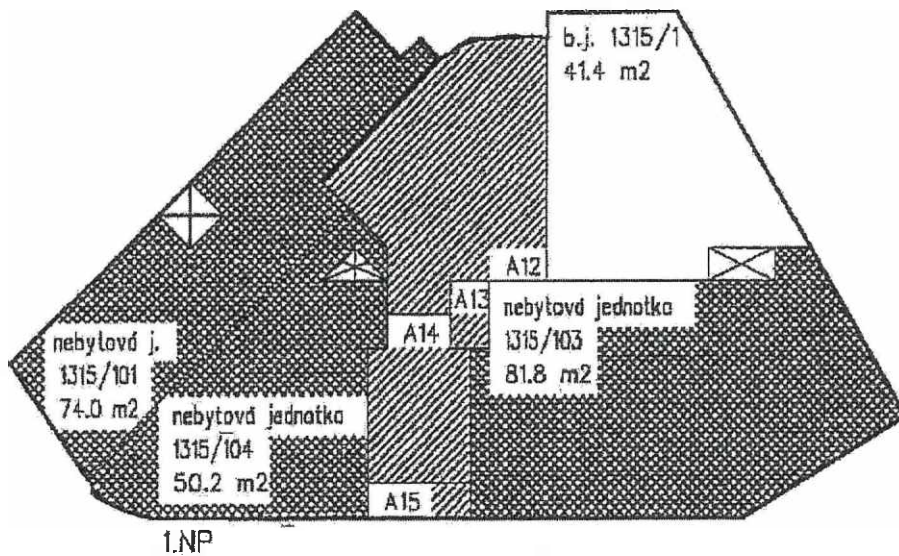 b.j. 1315/1
41.4 m2
A12
A13
nebytová jednotka
1315/103
81.8 m2
A14
nebytová j.
1315/101
74.0 m2
nebytová jednotka
1315/104
50.2 m2
A15
1.NP